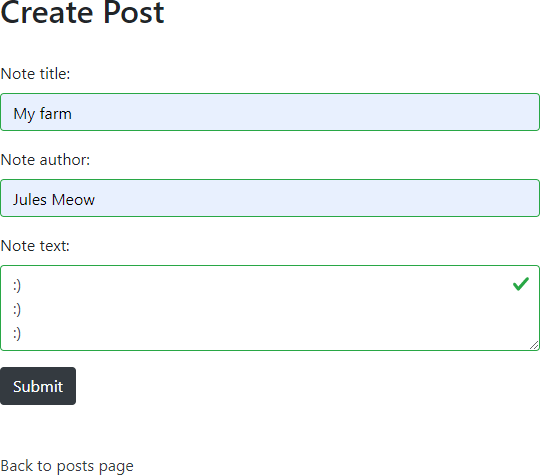 Create Post
Note title:
My farm
Note author:
Jules Meow
Note text:
:)
:)
:)
Submit
Back to posts page